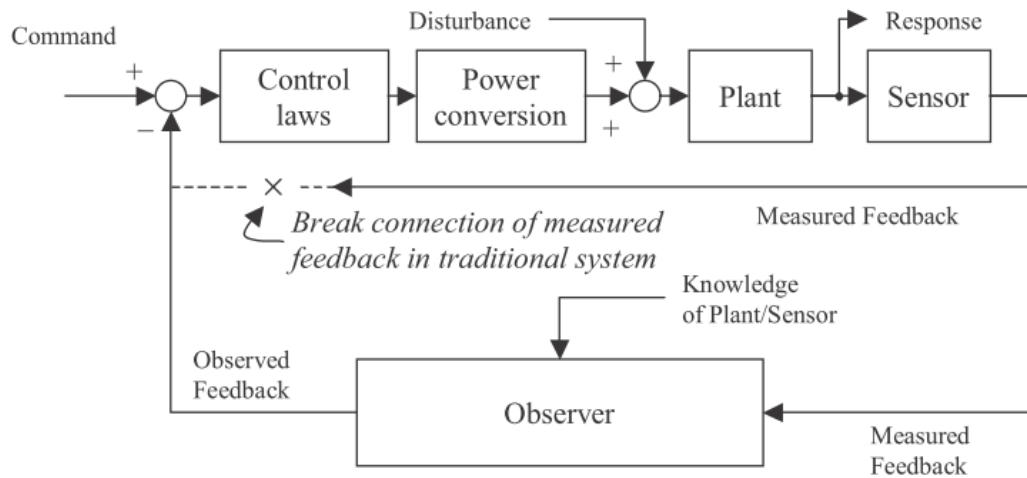 Disturbance
Response
Command
+
−
Control
laws
Power
conversion
+
+
Plant
Sensor
×
Break connection of measured
feedback in traditional system
Measured Feedback
Knowledge
of Plant/Sensor
Observed
Feedback
Observer
Measured
Feedback